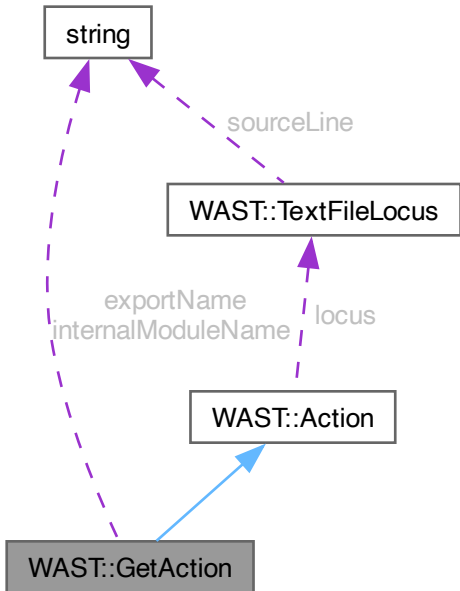 string
sourceLine
WAST::TextFileLocus
exportName
internalModuleName
locus
WAST::Action
WAST::GetAction